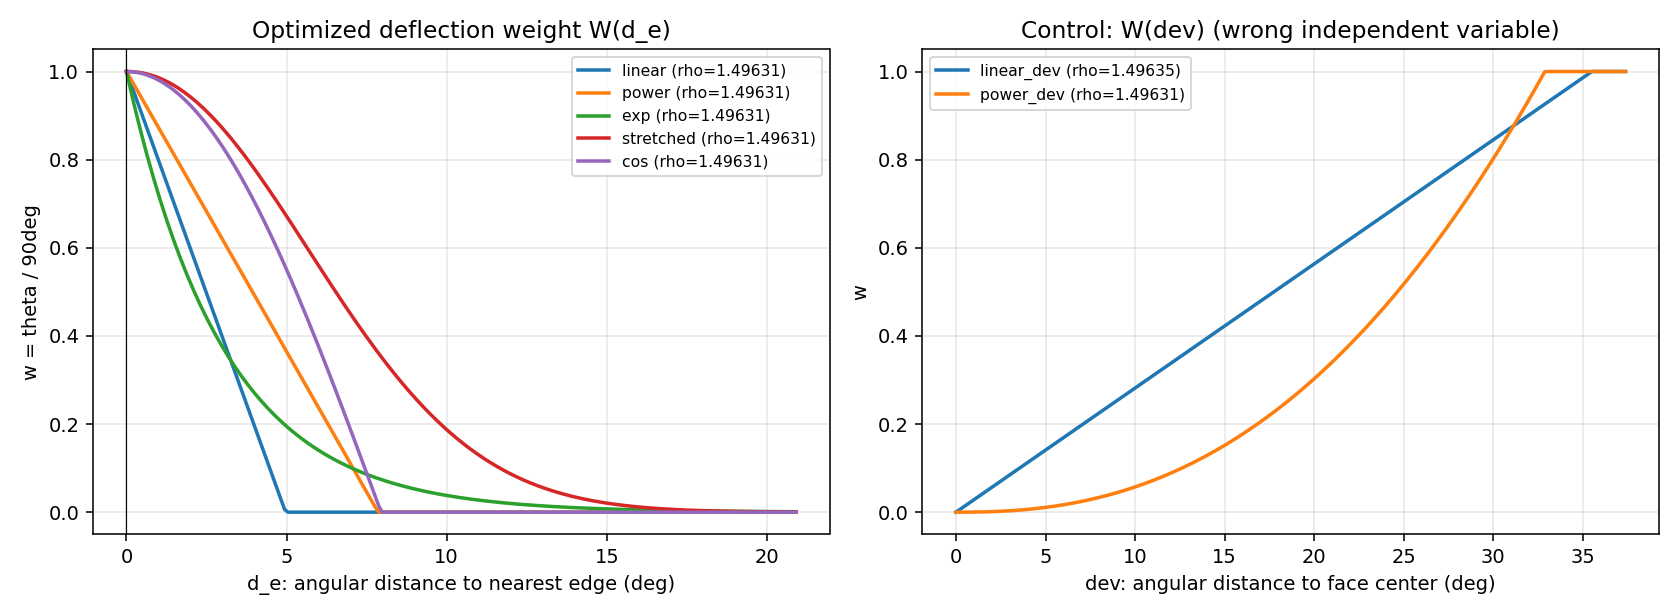 Optimized deflection weight W(d_e)
linear (rho=1.49631)
power (rho=1.49631)
exp (rho=1.49631)
stretched (rho=1.49631)
cos (rho=1.49631)
w = theta / 90deg
1.0
0.8
0.6
0.4
0.2
0.0
0 5 10 15 20
d_e: angular distance to nearest edge (deg)
Control: W(dev) (wrong independent variable)
linear_dev (rho=1.49635)
power_dev (rho=1.49631)
w
1.0
0.8
0.6
0.4
0.2
0.0
0 5 10 15 20 25 30 35
dev: angular distance to face center (deg)